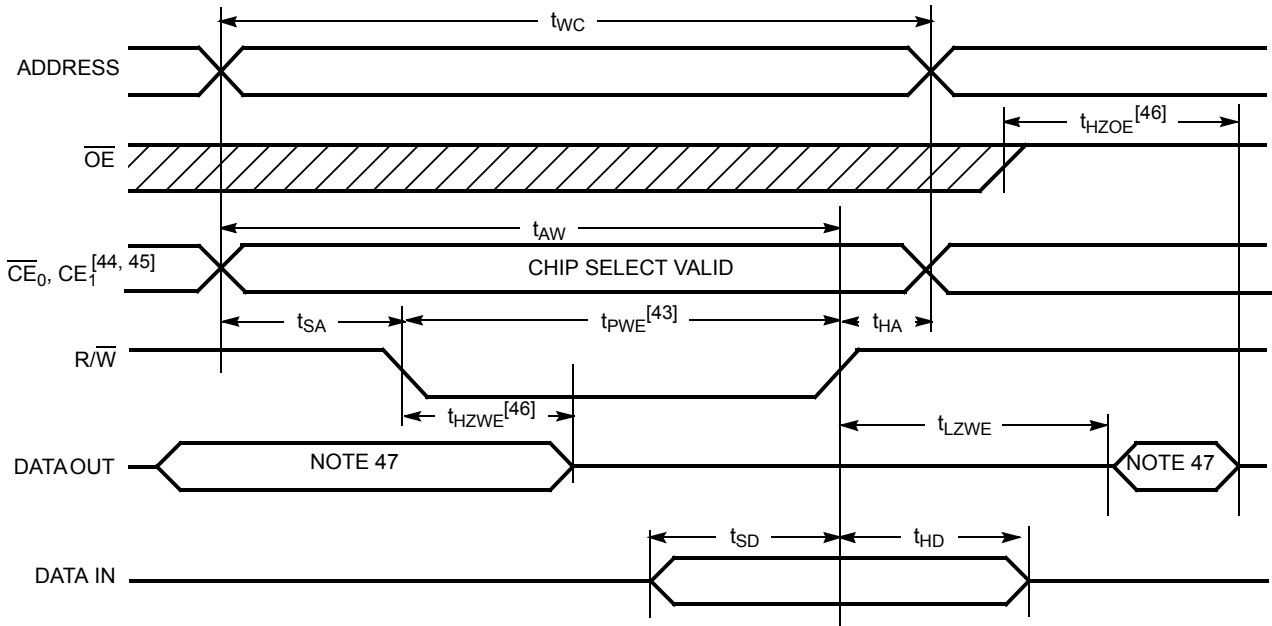 tWC
ADDRESS
tHZOE[46]
OE
tAW
CE0, CE1[44, 45]
CHIP SELECT VALID
tSA
tPWE[43]
tHA
R/W
tHZWE[46]
tLZWE
DATA OUT
NOTE 47
NOTE 47
tSD
tHD
DATA IN